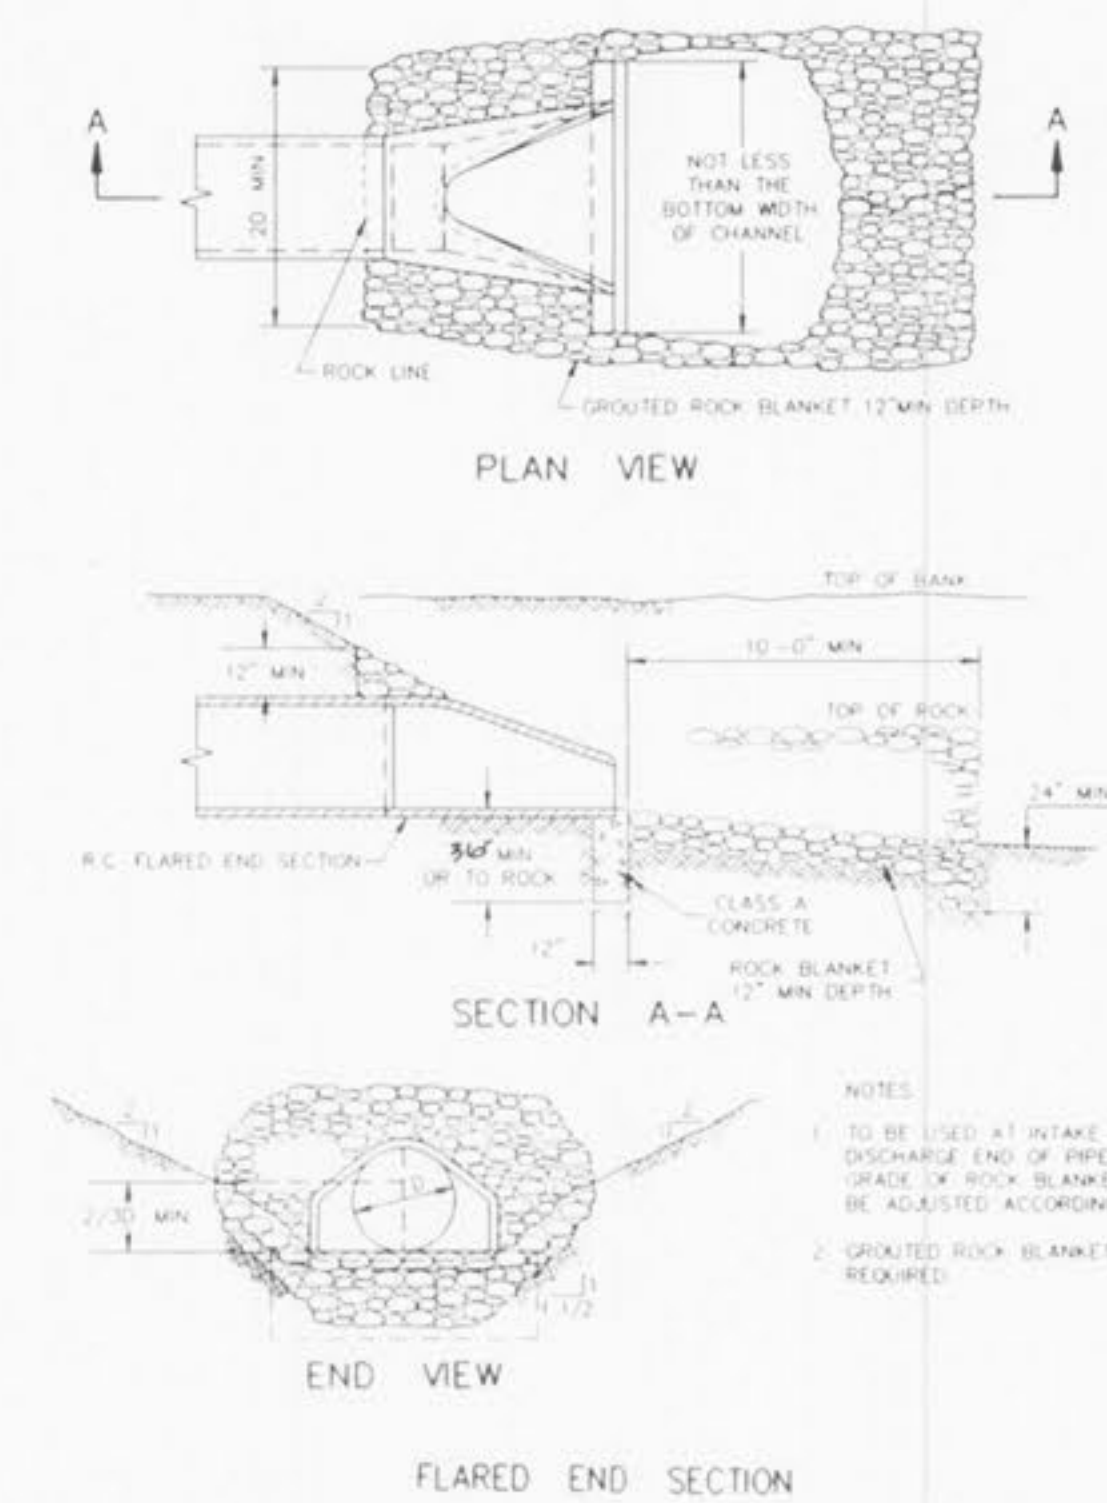 A
A
20 MIN
NOT LESS
THAN THE
BOTTOM WIDTH
OF CHANNEL
ROCK LINE
GROUTED ROCK BLANKET 12" MIN DEPTH
PLAN VIEW
TOP OF BANK
2
1
10-0" MIN
12" MIN
TOP OF ROCK
24" MIN
R.C. FLARED END SECTION
36" MIN
OR TO ROCK
CLASS A
CONCRETE
12"
ROCK BLANKET
12" MIN DEPTH
SECTION A-A
2
1
2
1
D
2/3D MIN
1
1 1/2
END VIEW
NOTES
1 TO BE USED AT INTAKE
DISCHARGE END OF PIPE
GRADE OF ROCK BLANKE
BE ADJUSTED ACCORDIN
2 GROUTED ROCK BLANKET
REQUIRED
FLARED END SECTION